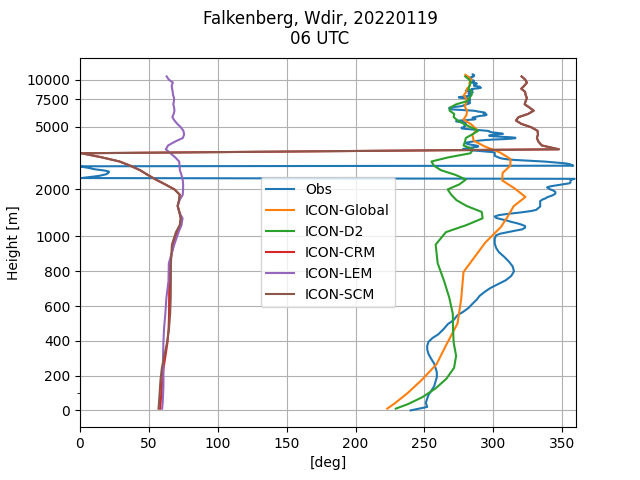 Falkenberg, Wdir, 20220119
06 UTC
Height [m]
10000
7500
5000
2000
1000
800
600
400
200
0
Obs
ICON-Global
ICON-D2
ICON-CRM
ICON-LEM
ICON-SCM
0 50 100 150 200 250 300 350
[deg]